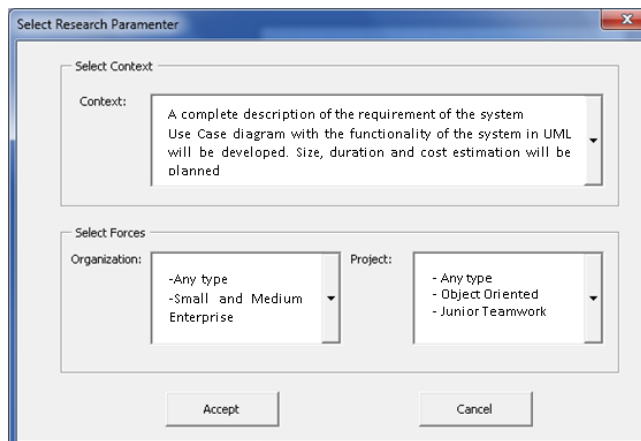 Select Research Paramenter
Select Context
Context:
A complete description of the requirement of the system
Use Case diagram with the functionality of the system in UML
will be developed. Size, duration and cost estimation will be
planned
Select Forces
Organization:
-Any type
-Small and Medium
Enterprise
Project:
- Any type
- Object Oriented
- Junior Teamwork
Accept
Cancel